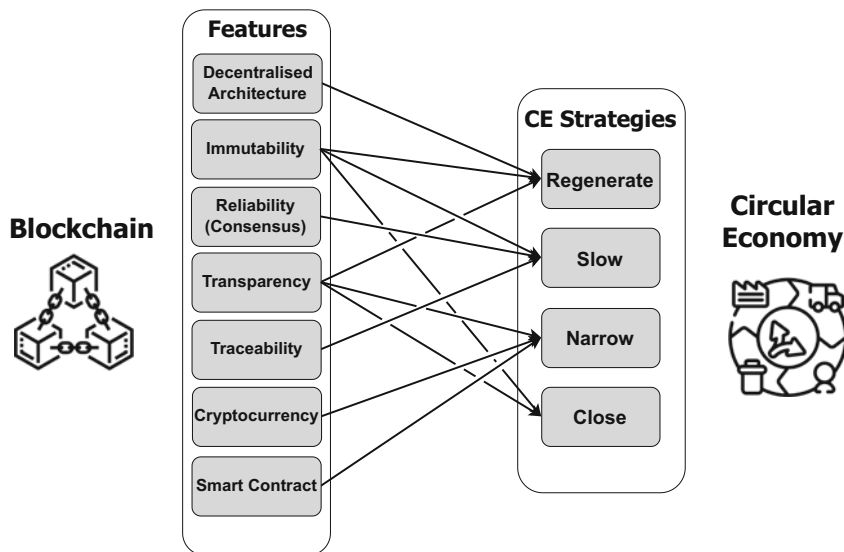 Features
Decentralised
Architecture
Immutability
Reliability
(Consensus)
Transparency
Traceability
Cryptocurrency
Smart Contract
Blockchain
CE Strategies
Regenerate
Slow
Narrow
Close
Circular
Economy